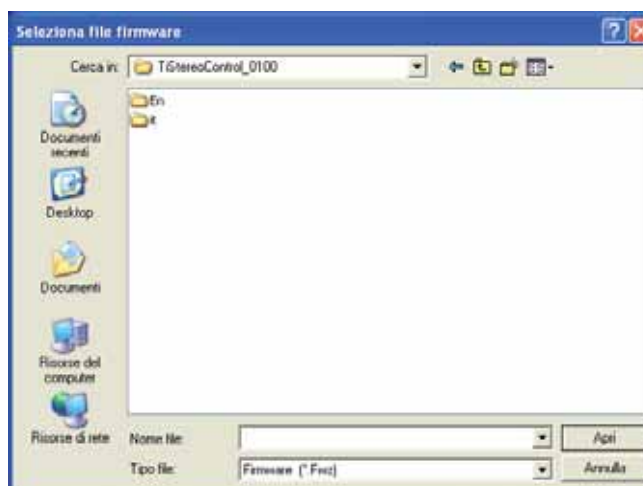 Seleziona file firmware
Cerca in:
TiStereoControl_0100
En
it
Documenti
recenti
Desktop
Documenti
Risorse del
computer
Risorse di rete
Nome file:
Apri
Tipo file:
Firmware (*.Fwz)
Annulla